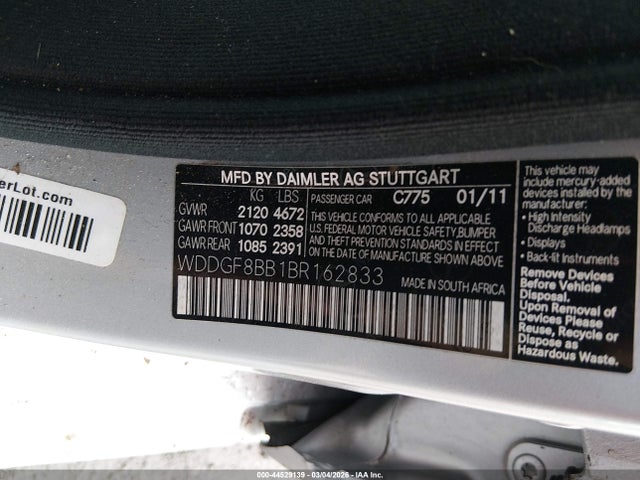 erLot.com
MFD BY DAIMLER AG STUTTGART
KG LBS
GVWR 2120 4672
GAWR FRONT 1070 2358
GAWR REAR 1085 2391
PASSENGER CAR C775 01/11
THIS VEHICLE CONFORMS TO ALL APPLICABLE
U.S. FEDERAL MOTOR VEHICLE SAFETY, BUMPER
AND THEFT PREVENTION STANDARDS IN EFFECT
ON THE DATE OF MANUFACTURE SHOWN ABOVE
WDDGF8BB1BR162833
MADE IN SOUTH AFRICA
This vehicle may
include mercury-added
devices installed by
the manufacturer:
• High Intensity
Discharge Headlamps
• Displays
• Back-lit Instruments
Remove Devices
Before Vehicle
Disposal.
Upon Removal of
Devices Please
Reuse, Recycle or
Dispose as
Hazardous Waste.
000-44529139 - 03/04/2026 - IAA Inc.